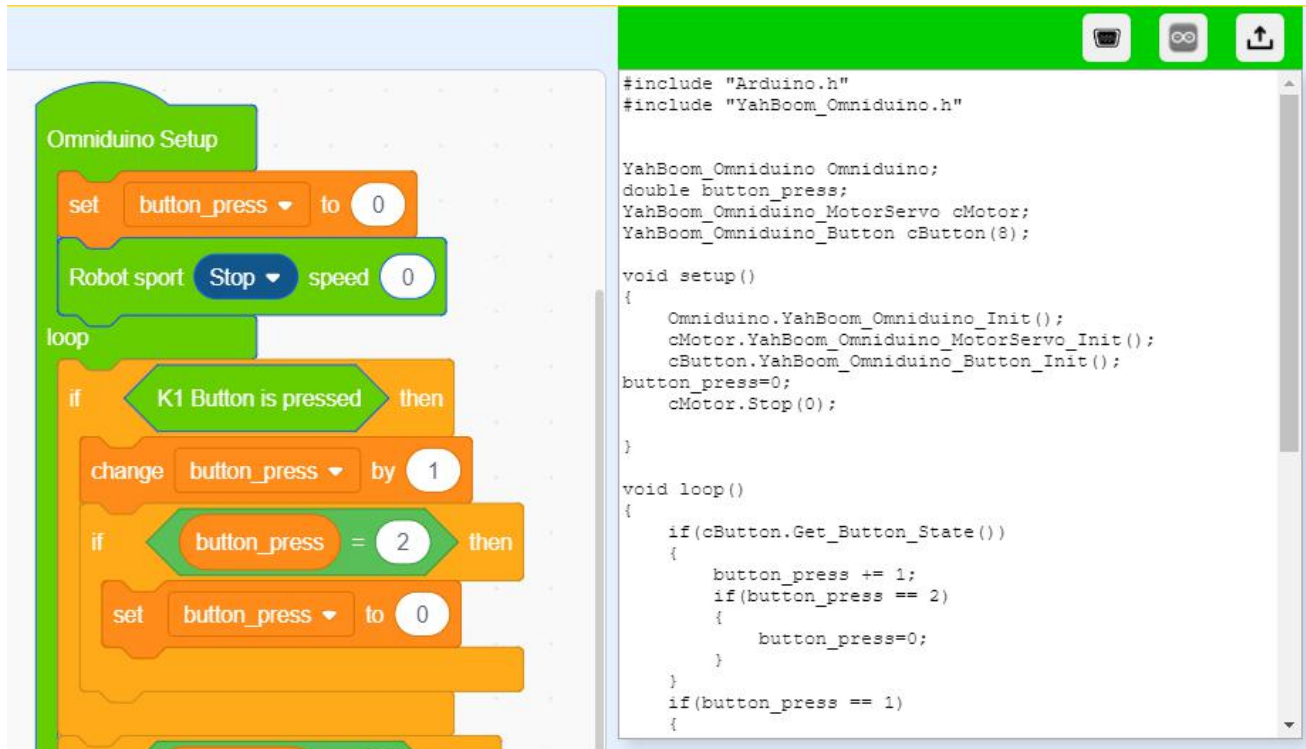 Omniduino Setup
set button_press to 0
Robot sport Stop speed 0
loop
if K1 Button is pressed then
change button_press by 1
if button_press = 2 then
set button_press to 0
#include "Arduino.h"
#include "YahBoom_Omniduino.h"
YahBoom_Omniduino Omniduino;
double button_press;
YahBoom_Omniduino_MotorServo cMotor;
YahBoom_Omniduino_Button cButton(8);
void setup()
{
Omniduino.YahBoom_Omniduino_Init();
cMotor.YahBoom_Omniduino_MotorServo_Init();
cButton.YahBoom_Omniduino_Button_Init();
button_press=0;
cMotor.Stop(0);
}
void loop()
{
if(cButton.Get_Button_State())
{
button_press += 1;
if(button_press == 2)
{
button_press=0;
}
}
if(button_press == 1)
{